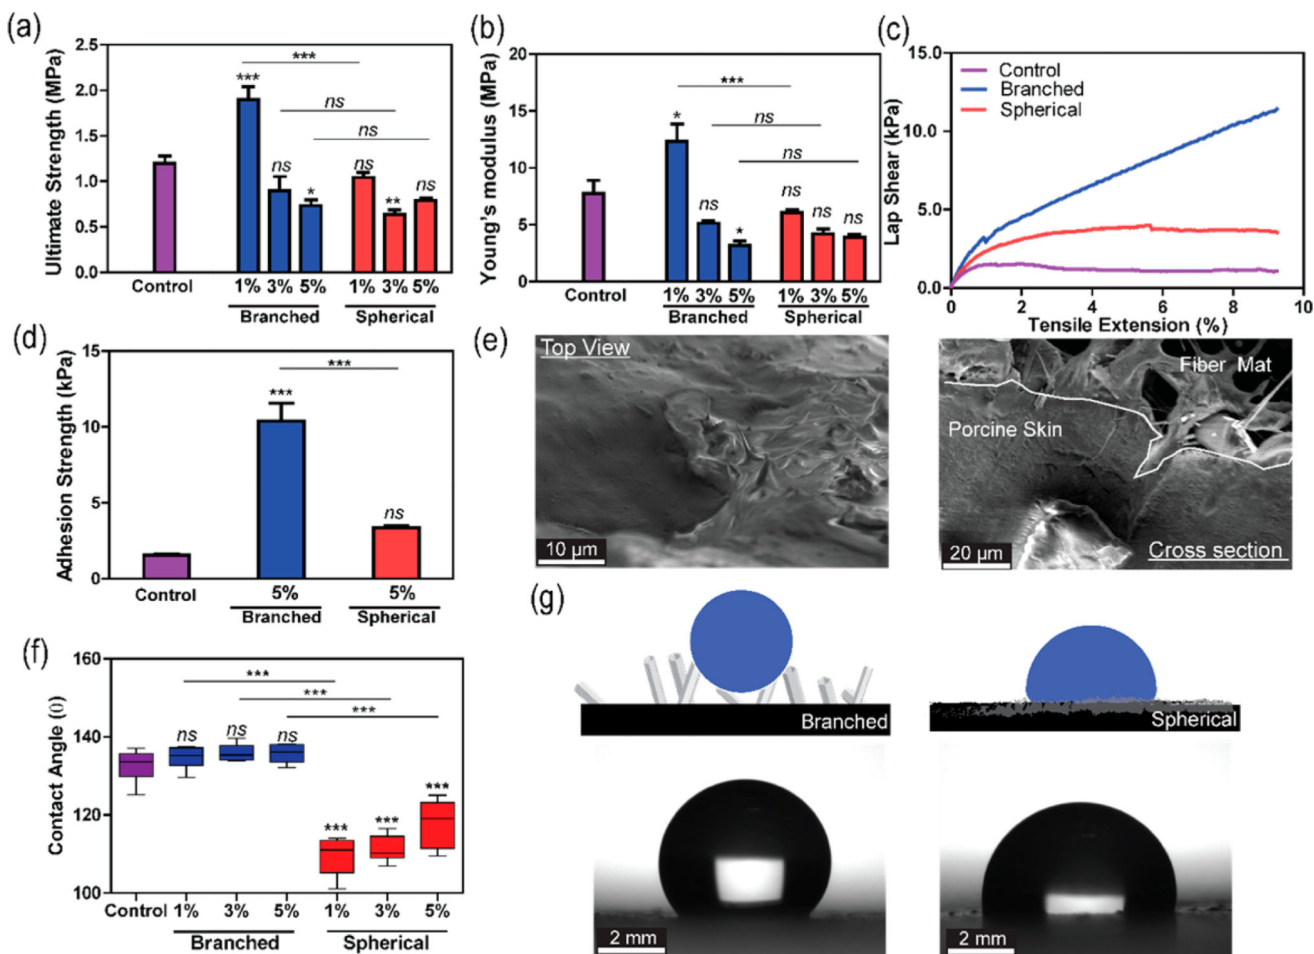 (a)
Ultimate Strength (MPa)
2.5
2.0
1.5
1.0
0.5
0.0
***
***
ns
ns
ns
*
ns
**
ns
Control
1% 3% 5%
1% 3% 5%
Branched
Spherical
(b)
Young's modulus (MPa)
20
15
10
5
0
***
*
ns
ns
ns
*
ns
ns
ns
Control
1% 3% 5%
1% 3% 5%
Branched
Spherical
(c)
Lap Shear (kPa)
15.0
10.0
5.0
0.0
Control
Branched
Spherical
0 2 4 6 8 10
Tensile Extension (%)
(d)
Adhesion Strength (kPa)
15
10
5
0
***
***
ns
Control
5%
5%
Branched
Spherical
(e)
Top View
10 µm
Fiber Mat
Porcine Skin
20 µm
Cross section
(f)
Contact Angle (θ)
160
140
120
100
***
***
***
ns
ns
ns
***
***
***
Control 1% 3% 5% 1% 3% 5%
Branched
Spherical
(g)
Branched
Spherical
2 mm
2 mm